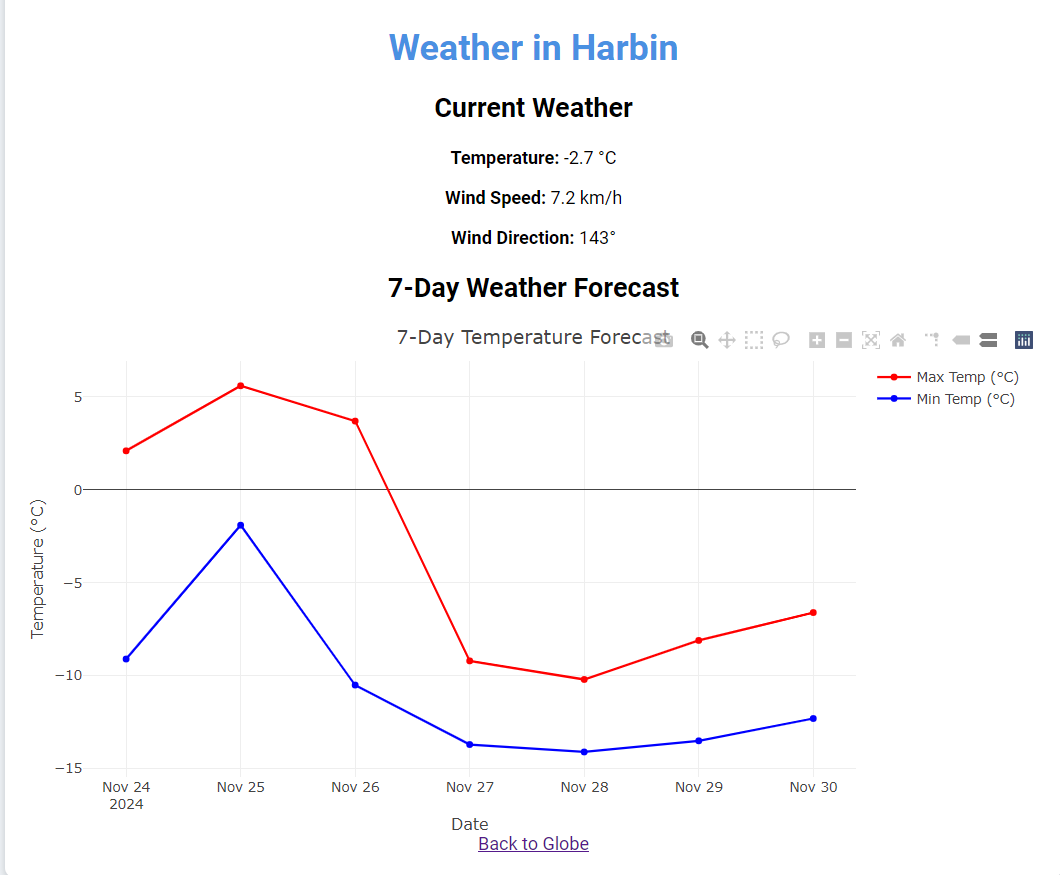 Weather in Harbin
Current Weather
Temperature: -2.7 °C
Wind Speed: 7.2 km/h
Wind Direction: 143°
7-Day Weather Forecast
7-Day Temperature Forecast
Max Temp (°C)
Min Temp (°C)
5
0
−5
−10
−15
Temperature (°C)
Nov 24 Nov 25 Nov 26 Nov 27 Nov 28 Nov 29 Nov 30
2024
Date
Back to Globe